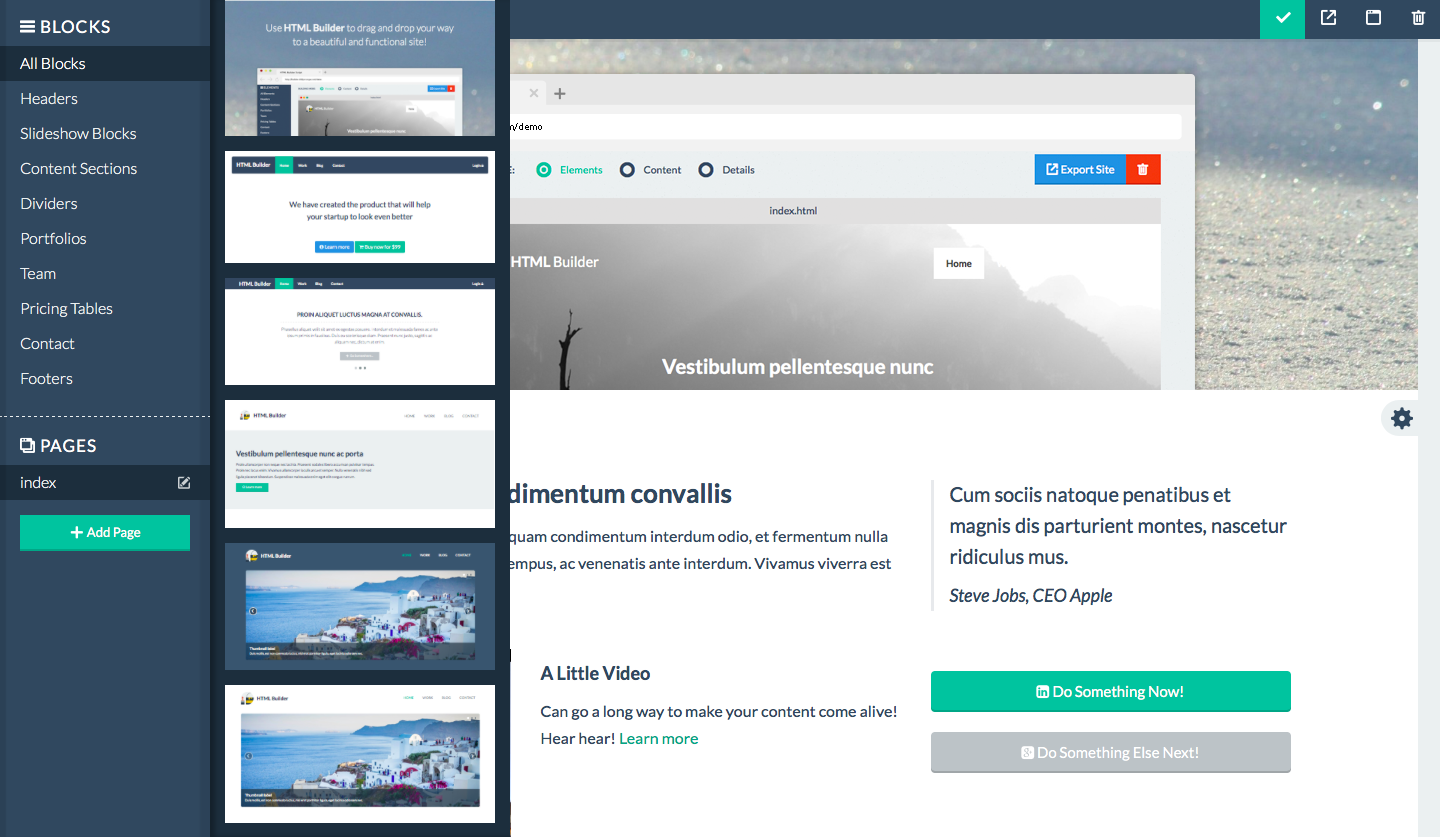 BLOCKS
All Blocks
Headers
Slideshow Blocks
Content Sections
Dividers
Portfolios
Team
Pricing Tables
Contact
Footers
PAGES
index
Add Page
Use HTML Builder to drag and drop your way
to a beautiful and functional site!
Vestibulum pellentesque nunc
HTML Builder Home Work Blog Contact
We have created the product that will help
your startup to look even better
Learn more Buy now for $99
HTML Builder Home Work Blog Contact
PROIN ALIQUET LUCTUS MAGNA AT CONVALLIS.
HTML Builder HOME WORK BLOG CONTACT
Vestibulum pellentesque nunc ac porta
HTML Builder HOME WORK BLOG CONTACT
Thumbnail label
HTML Builder HOME WORK BLOG CONTACT
Thumbnail label
m/demo
E: Elements Content Details
Export Site
index.html
HTML Builder
Home
Vestibulum pellentesque nunc
dimentum convallis
quam condimentum interdum odio, et fermentum nulla
empus, ac venenatis ante interdum. Vivamus viverra est
Cum sociis natoque penatibus et
magnis dis parturient montes, nascetur
ridiculus mus.
Steve Jobs, CEO Apple
A Little Video
Can go a long way to make your content come alive!
Hear hear! Learn more
Do Something Now!
Do Something Else Next!